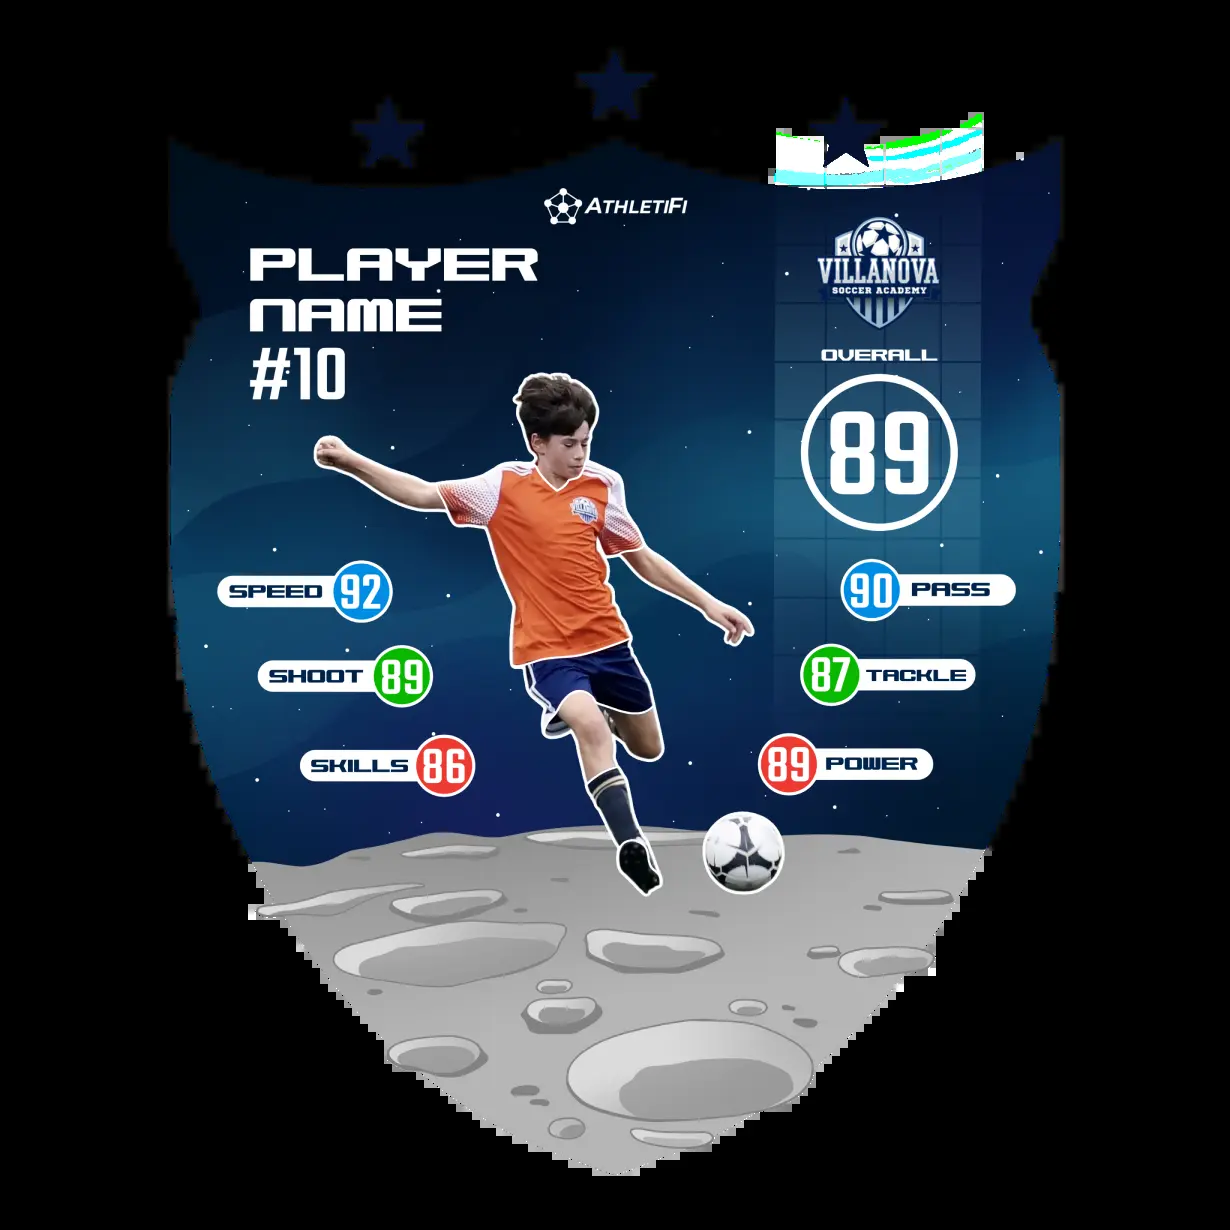 ATHLETIFI
PLAYER
NAME
#10
VILLANOVA
SOCCER ACADEMY
OVERALL
89
SPEED 92
90 PASS
SHOOT 89
87 TACKLE
SKILLS 86
89 POWER